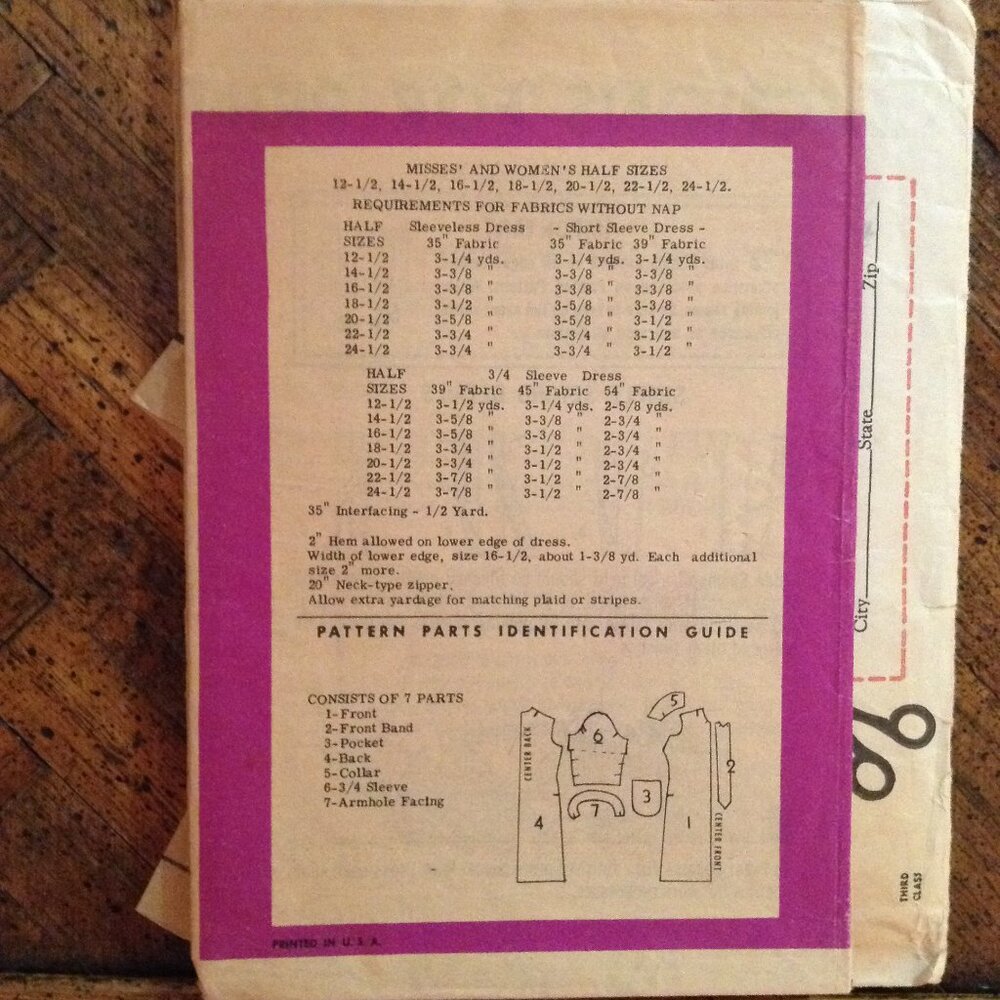 MISSES' AND WOMEN'S HALF SIZES
12-1/2, 14-1/2, 16-1/2, 18-1/2, 20-1/2, 22-1/2, 24-1/2.
REQUIREMENTS FOR FABRICS WITHOUT NAP
HALF Sleeveless Dress - Short Sleeve Dress -
SIZES 35" Fabric 35" Fabric 39" Fabric
12-1/2 3-1/4 yds. 3-1/4 yds. 3-1/4 yds.
14-1/2 3-3/8 " 3-3/8 " 3-3/8 "
16-1/2 3-3/8 " 3-3/8 " 3-3/8 "
18-1/2 3-1/2 " 3-5/8 " 3-3/8 "
20-1/2 3-5/8 " 3-5/8 " 3-1/2 "
22-1/2 3-3/4 " 3-3/4 " 3-1/2 "
24-1/2 3-3/4 " 3-3/4 " 3-1/2 "
HALF 3/4 Sleeve Dress
SIZES 39" Fabric 45" Fabric 54" Fabric
12-1/2 3-1/2 yds. 3-1/4 yds. 2-5/8 yds.
14-1/2 3-5/8 " 3-3/8 " 2-3/4 "
16-1/2 3-5/8 " 3-3/8 " 2-3/4 "
18-1/2 3-3/4 " 3-1/2 " 2-3/4 "
20-1/2 3-3/4 " 3-1/2 " 2-3/4 "
22-1/2 3-7/8 " 3-1/2 " 2-7/8 "
24-1/2 3-7/8 " 3-1/2 " 2-7/8 "
35" Interfacing - 1/2 Yard.
2" Hem allowed on lower edge of dress.
Width of lower edge, size 16-1/2, about 1-3/8 yd. Each additional
size 2" more.
20" Neck-type zipper.
Allow extra yardage for matching plaid or stripes.
PATTERN PARTS IDENTIFICATION GUIDE
CONSISTS OF 7 PARTS
1-Front
2-Front Band
3-Pocket
4-Back
5-Collar
6-3/4 Sleeve
7-Armhole Facing
CENTER BACK
4
6
7
5
3
1
2
CENTER FRONT
PRINTED IN U. S. A.
City State Zip
THIRD
CLASS